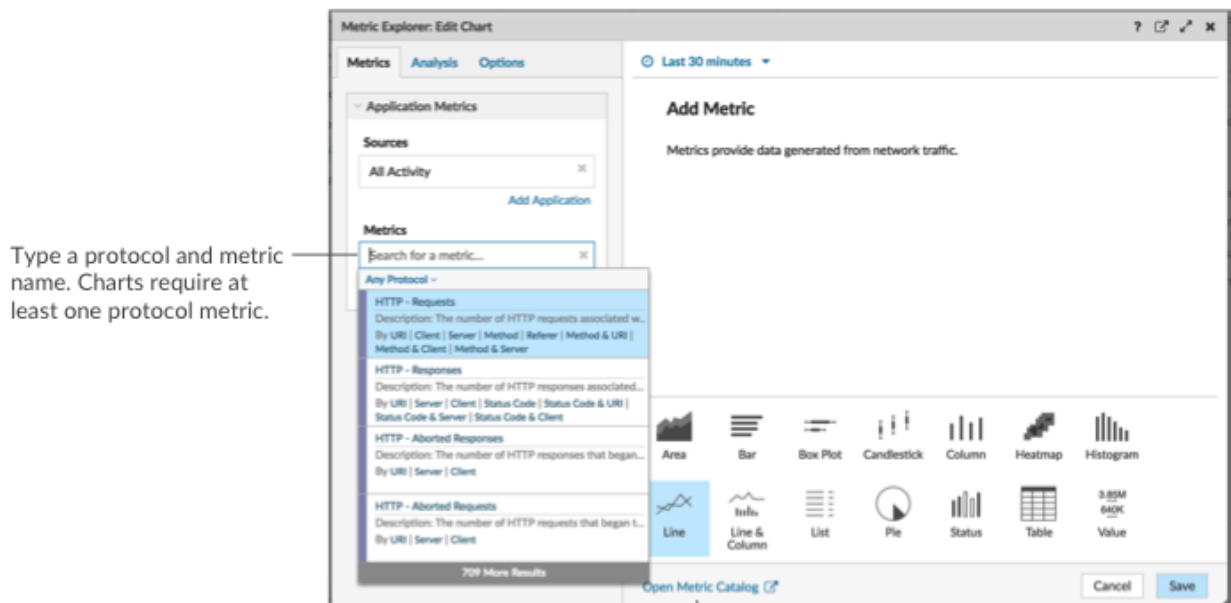 Metric Explorer: Edit Chart
?
Metrics
Analysis
Options
Last 30 minutes
Application Metrics
Sources
All Activity
Add Application
Metrics
Search for a metric...
Any Protocol
HTTP - Requests
Description: The number of HTTP requests associated w..
By URI | Client | Server | Method | Referer | Method & URI |
Method & Client | Method & Server
HTTP - Responses
Description: The number of HTTP responses associated...
By URI | Server | Client | Status Code | Status Code & URI |
Status Code & Server | Status Code & Client
HTTP - Aborted Responses
Description: The number of HTTP responses that began...
By URI | Server | Client
HTTP - Aborted Requests
Description: The number of HTTP requests that began t...
By URI | Server | Client
709 More Results
Type a protocol and metric
name. Charts require at
least one protocol metric.
Add Metric
Metrics provide data generated from network traffic.
Area
Bar
Box Plot
Candlestick
Column
Heatmap
Histogram
Line
Line &
Column
List
Pie
Status
Table
3.85M
640K
Value
Open Metric Catalog
Cancel
Save